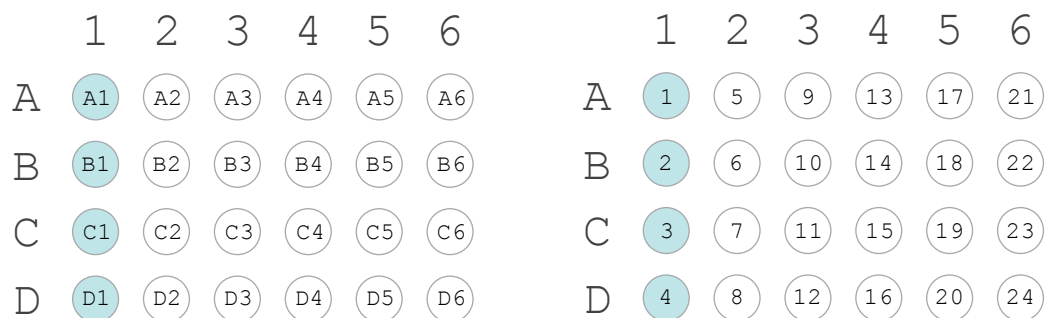 1 2 3 4 5 6
A A1 A2 A3 A4 A5 A6
B B1 B2 B3 B4 B5 B6
C C1 C2 C3 C4 C5 C6
D D1 D2 D3 D4 D5 D6
1 2 3 4 5 6
A 1 5 9 13 17 21
B 2 6 10 14 18 22
C 3 7 11 15 19 23
D 4 8 12 16 20 24